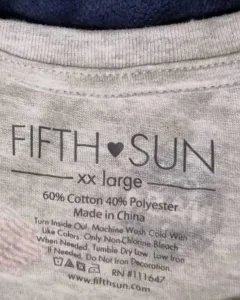 FIFTH♥SUN
xx large
60% Cotton 40% Polyester
Made in China
Turn Inside Out. Machine Wash Cold With
Like Colors. Only Non-Chlorine Bleach
When Needed. Tumble Dry Low. Low Iron
If Needed. Do Not Iron Decoration.
RN #111647
www.fifthsun.com